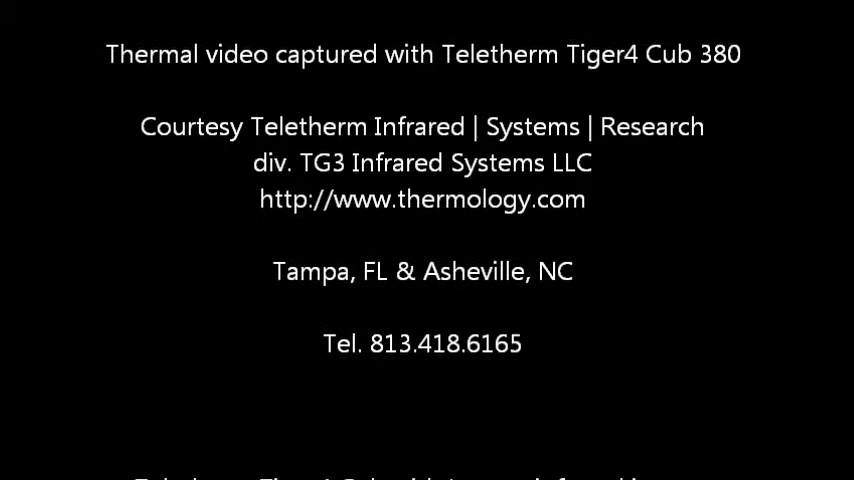 Thermal video captured with Teletherm Tiger4 Cub 380
Courtesy Teletherm Infrared | Systems | Research
div. TG3 Infrared Systems LLC
http://www.thermology.com
Tampa, FL & Asheville, NC
Tel. 813.418.6165